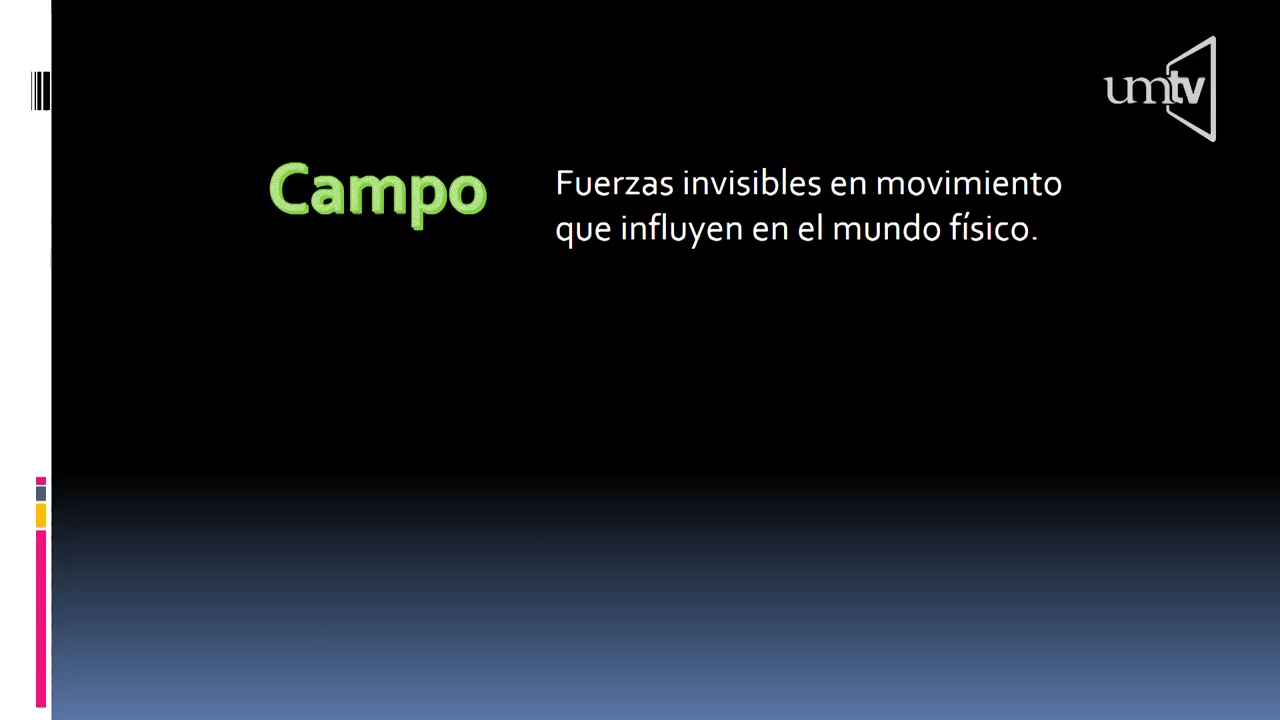 umtv
Campo
Fuerzas invisibles en movimiento
que influyen en el mundo físico.